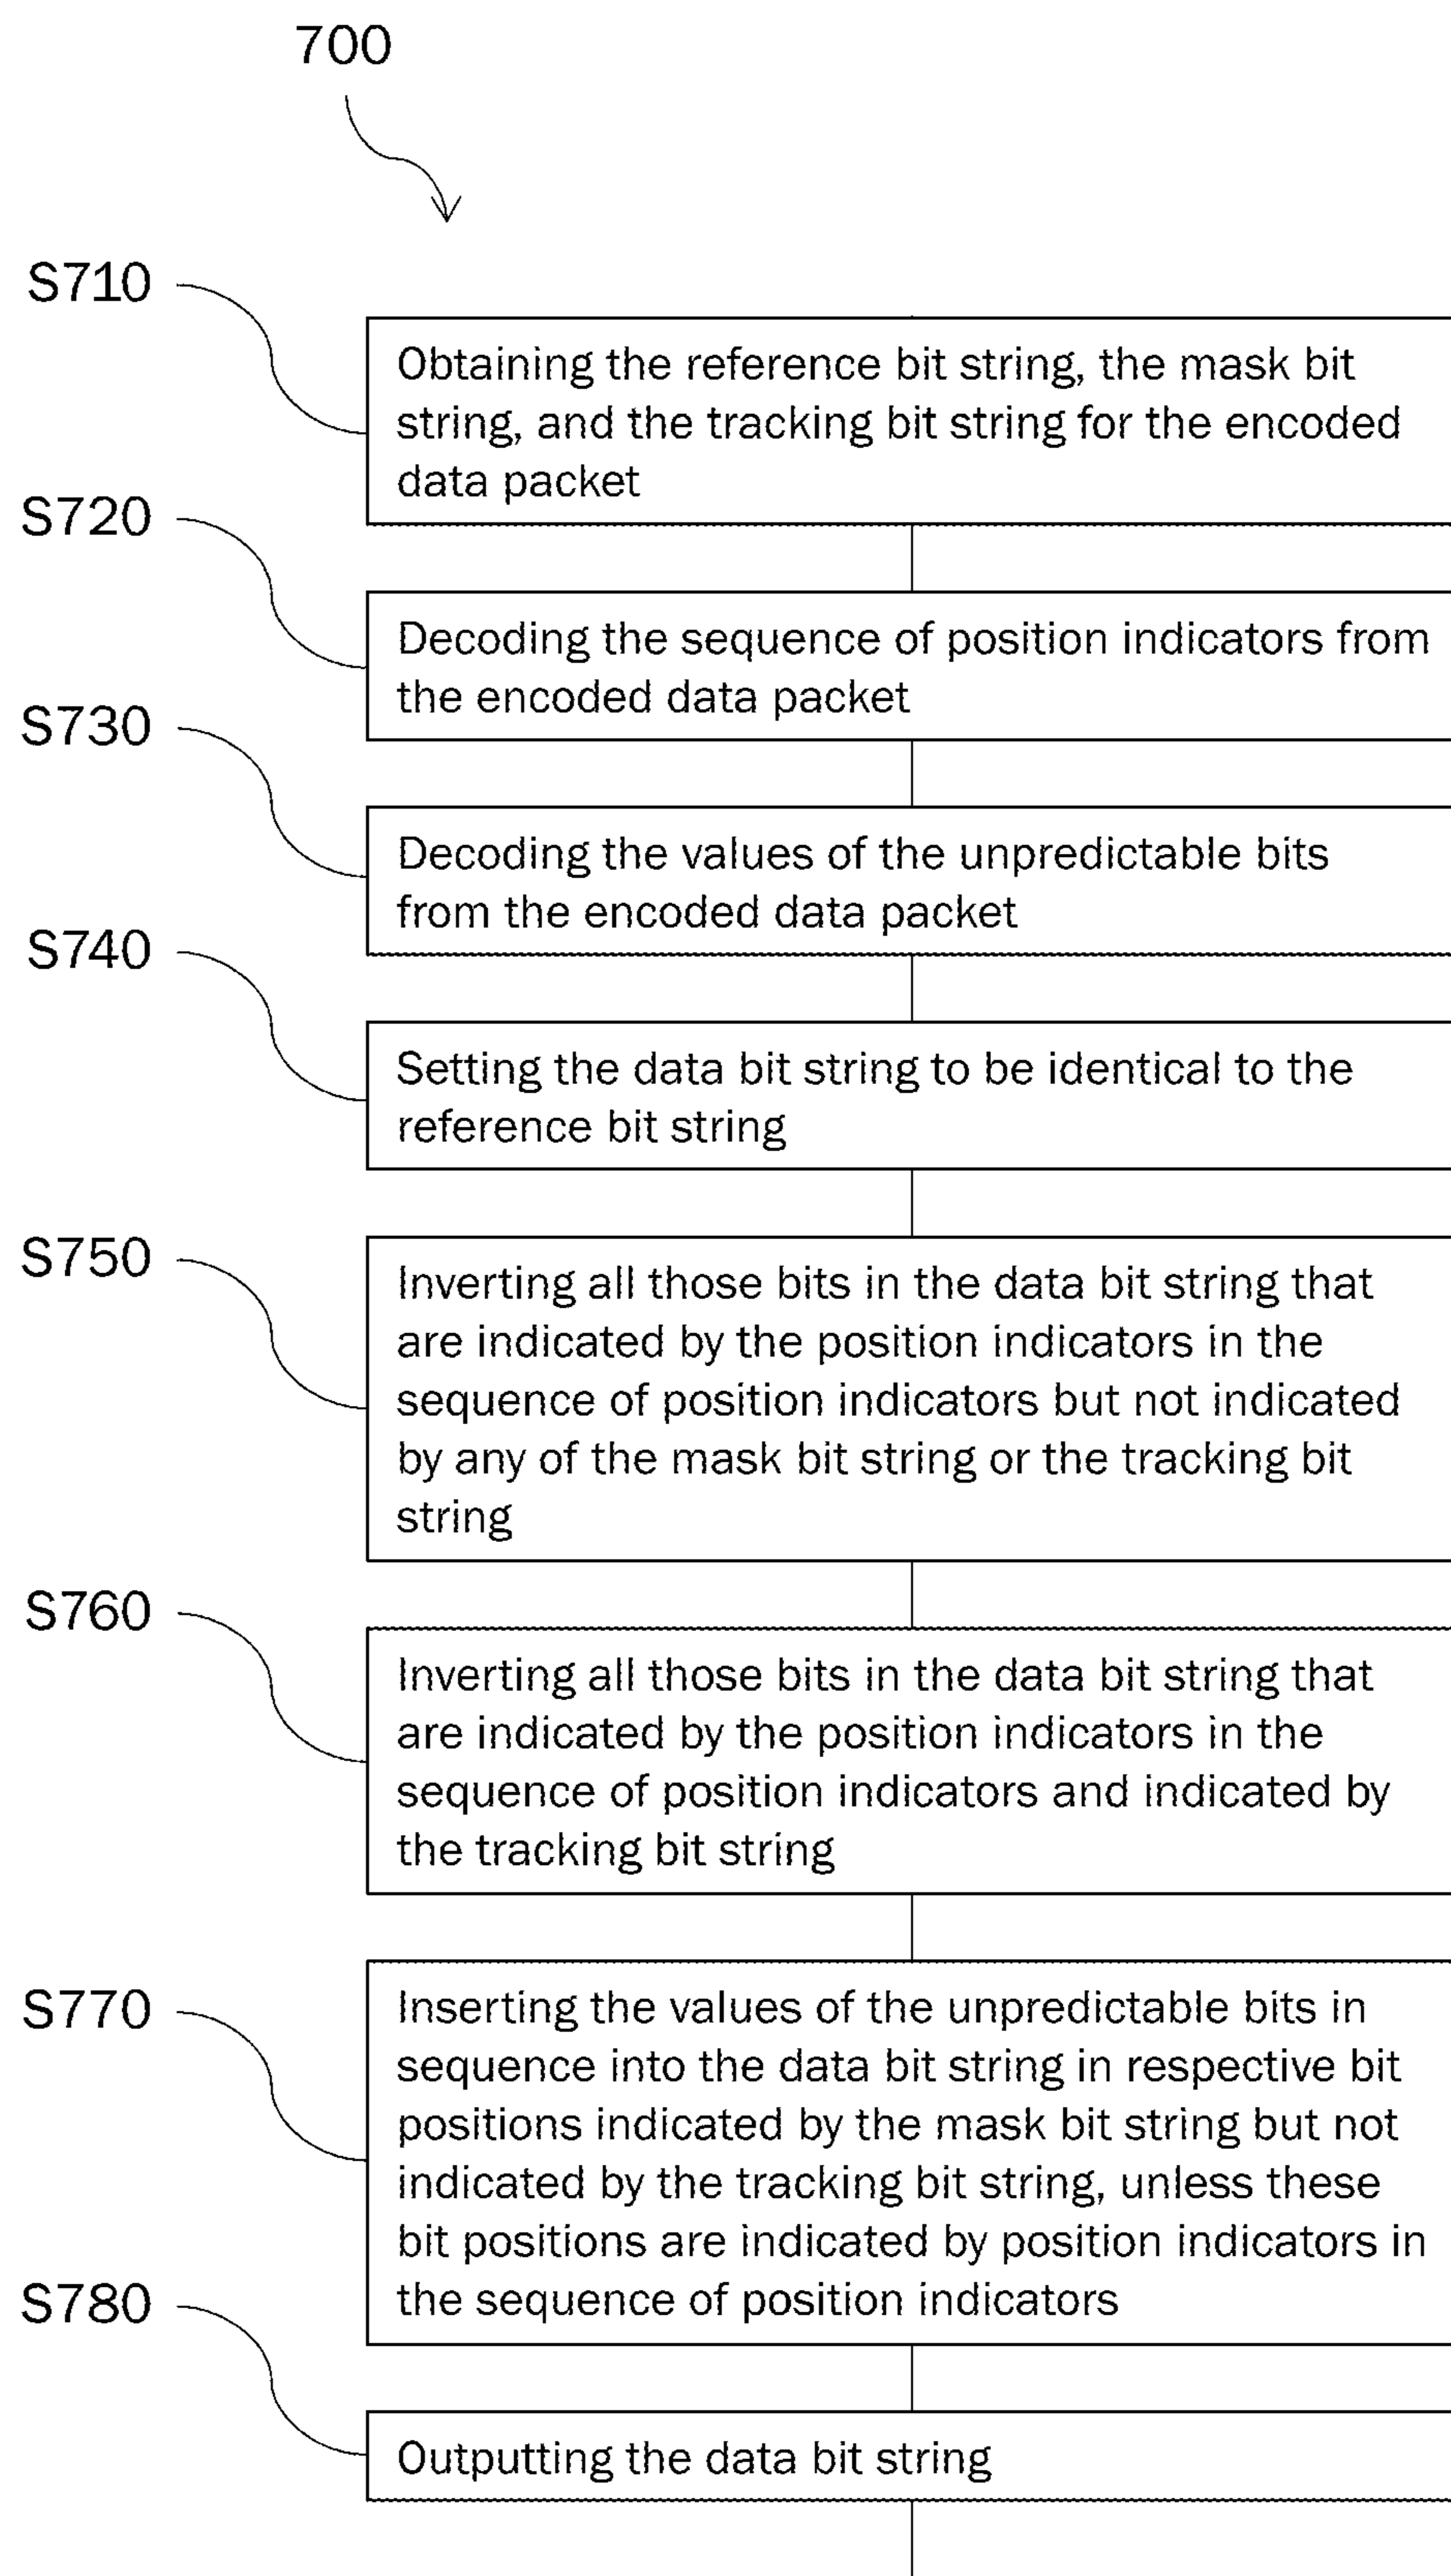 700
S710
Obtaining the reference bit string, the mask bit
string, and the tracking bit string for the encoded
data packet
S720
Decoding the sequence of position indicators from
the encoded data packet
S730
Decoding the values of the unpredictable bits
from the encoded data packet
S740
Setting the data bit string to be identical to the
reference bit string
S750
Inverting all those bits in the data bit string that
are indicated by the position indicators in the
sequence of position indicators but not indicated
by any of the mask bit string or the tracking bit
string
S760
Inverting all those bits in the data bit string that
are indicated by the position indicators in the
sequence of position indicators and indicated by
the tracking bit string
S770
Inserting the values of the unpredictable bits in
sequence into the data bit string in respective bit
positions indicated by the mask bit string but not
indicated by the tracking bit string, unless these
bit positions are indicated by position indicators in
the sequence of position indicators
S780
Outputting the data bit string